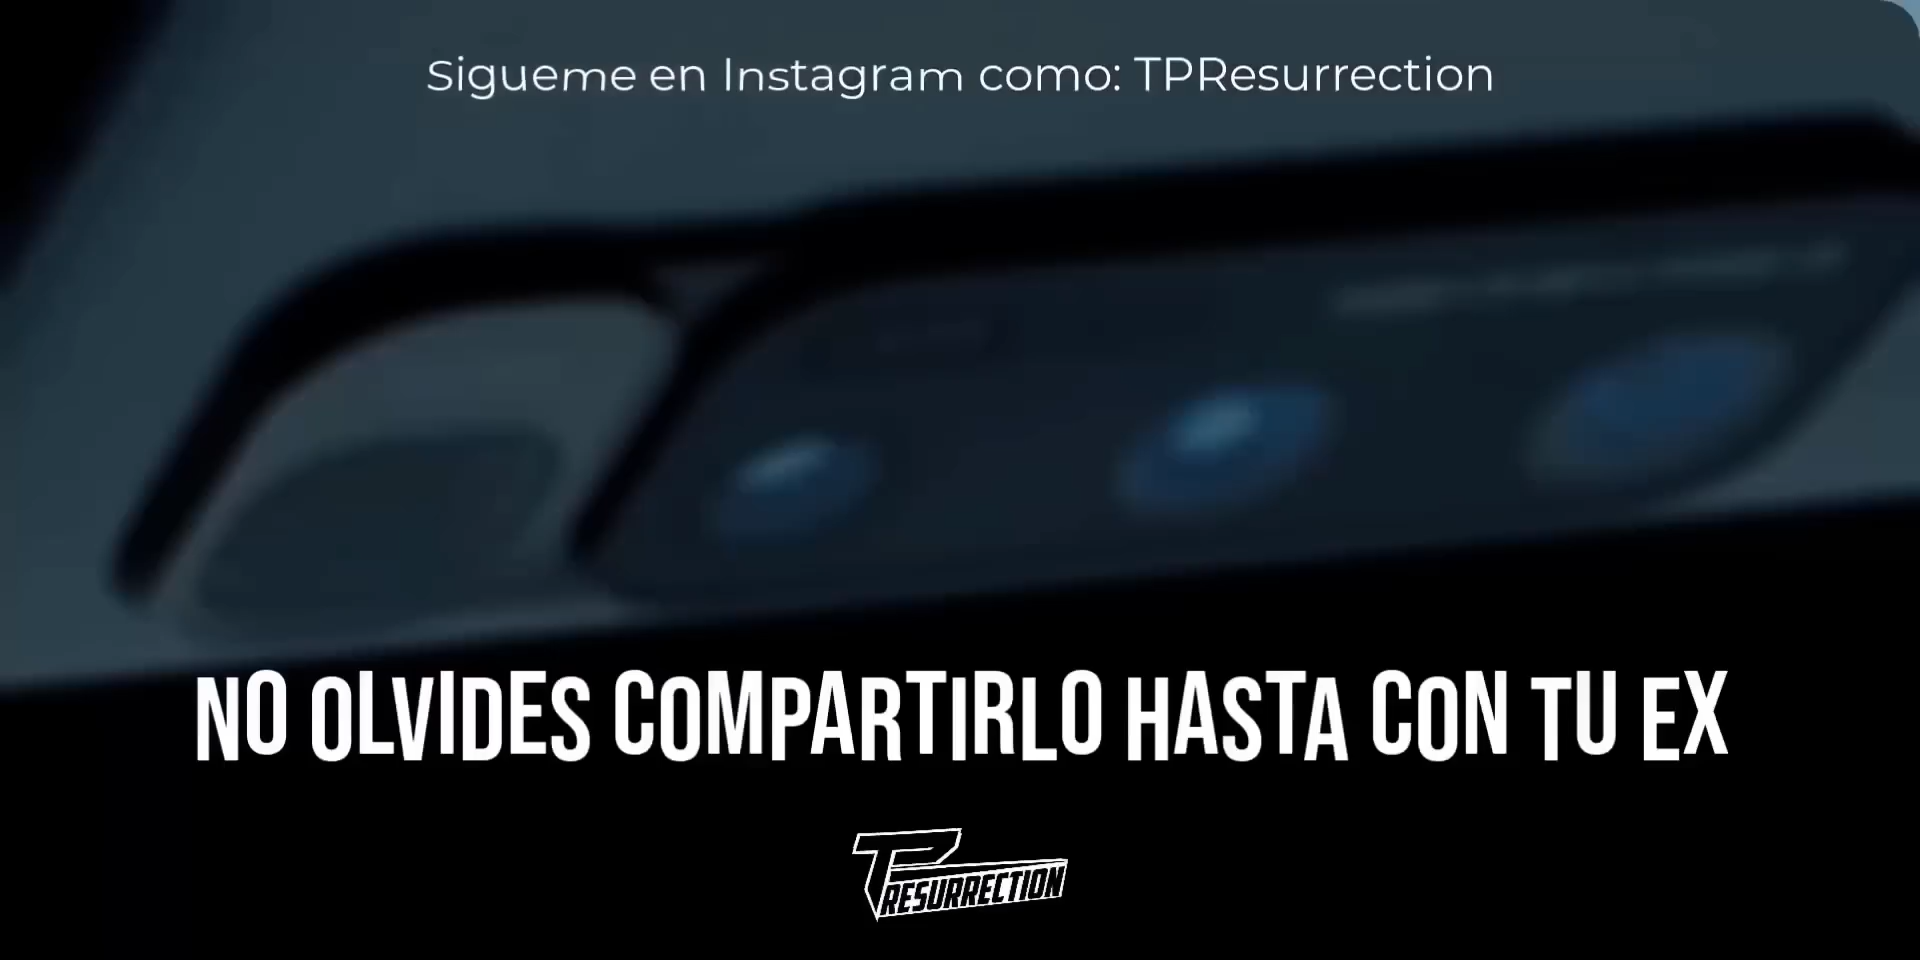 Sigueme en Instagram como: TPResurrection
NO OLVIDES COMPARTIRLO HASTA CON TU EX
TP
RESURRECTION